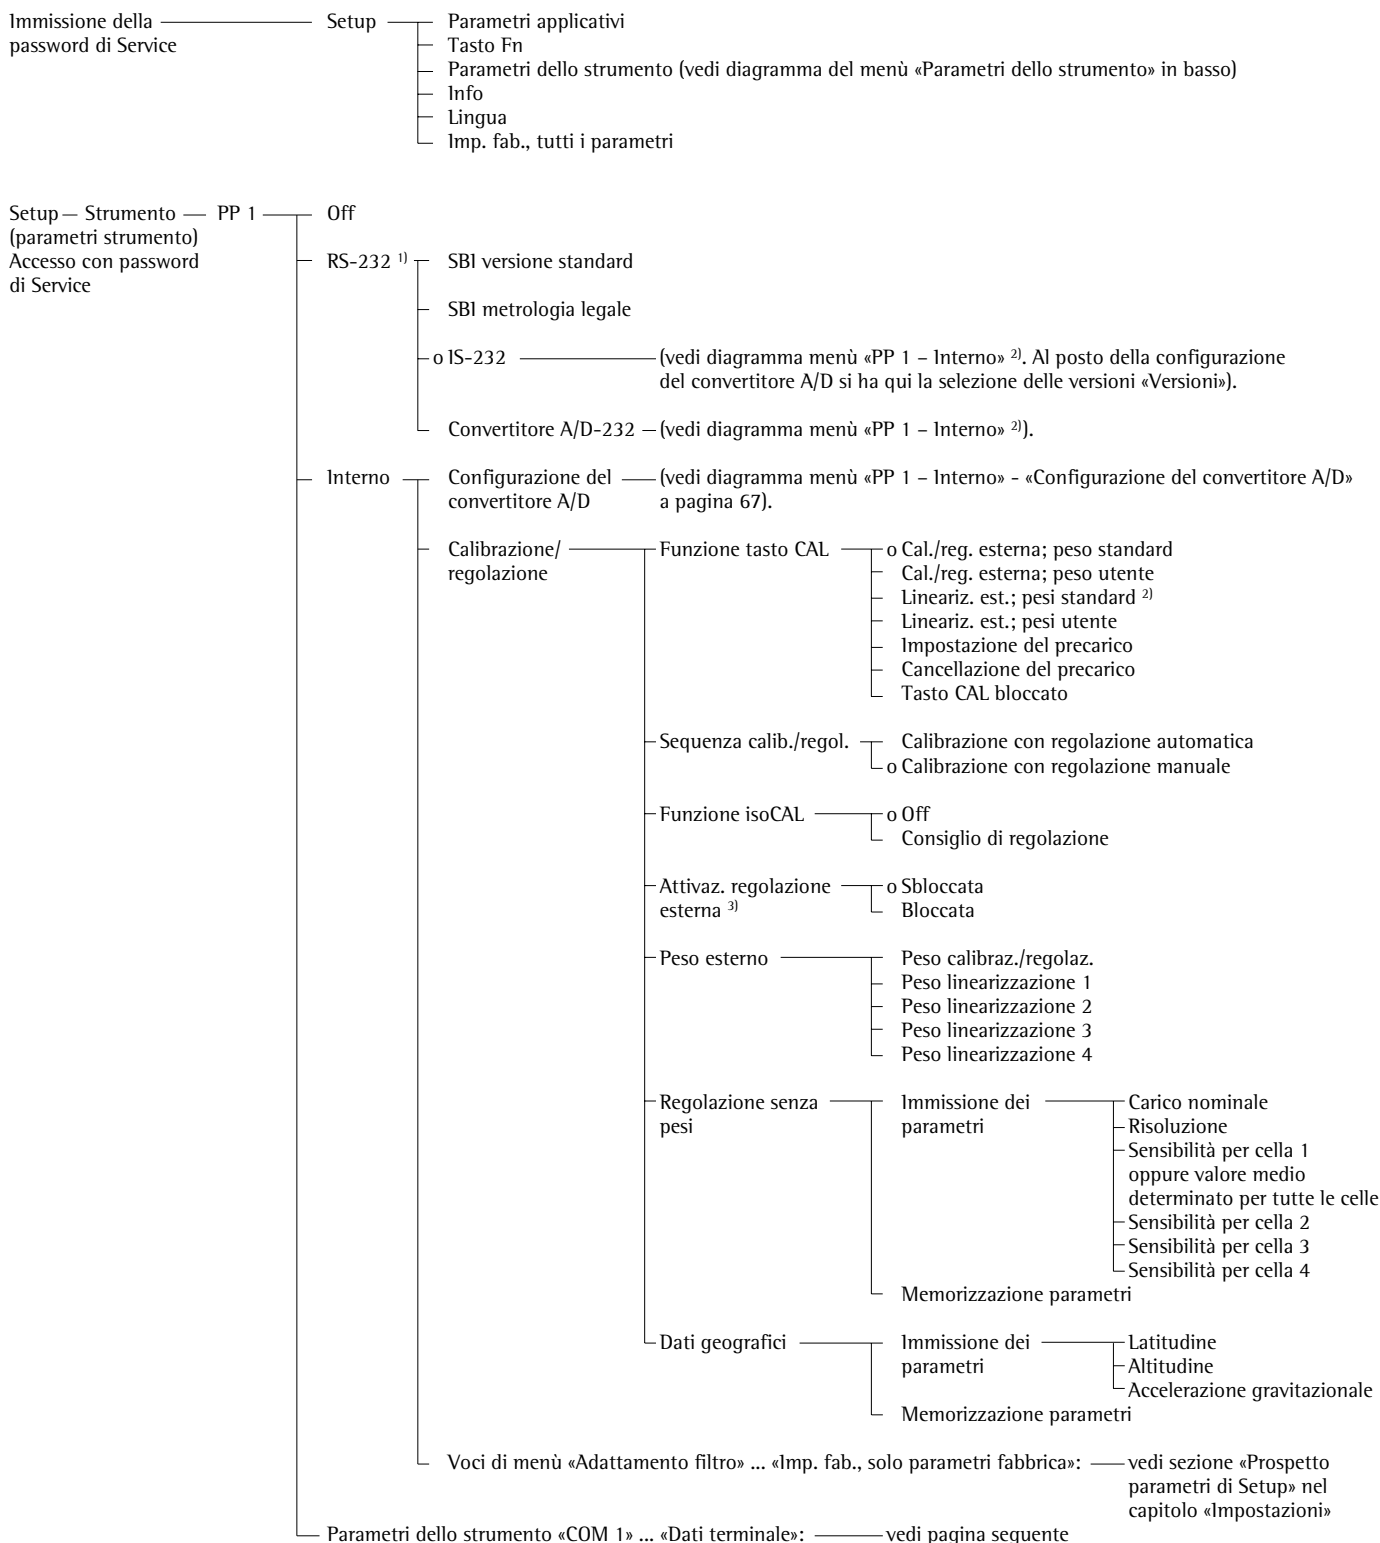 Immissione della password di Service
Setup
Parametri applicativi
Tasto Fn
Parametri dello strumento (vedi diagramma del menù «Parametri dello strumento» in basso)
Info
Lingua
Imp. fab., tutti i parametri
Setup — Strumento — PP 1
(parametri strumento)
Accesso con password
di Service
Off
RS-232 1)
SBI versione standard
SBI metrologia legale
o IS-232
(vedi diagramma menù «PP 1 – Interno» 2). Al posto della configurazione
del convertitore A/D si ha qui la selezione delle versioni «Versioni»).
Convertitore A/D-232
(vedi diagramma menù «PP 1 – Interno» 2)).
Interno
Configurazione del
convertitore A/D
(vedi diagramma menù «PP 1 – Interno» - «Configurazione del convertitore A/D»
a pagina 67).
Calibrazione/
regolazione
Funzione tasto CAL
o Cal./reg. esterna; peso standard
Cal./reg. esterna; peso utente
Lineariz. est.; pesi standard 2)
Lineariz. est.; pesi utente
Impostazione del precarico
Cancellazione del precarico
Tasto CAL bloccato
Sequenza calib./regol.
Calibrazione con regolazione automatica
o Calibrazione con regolazione manuale
Funzione isoCAL
o Off
Consiglio di regolazione
Attivaz. regolazione
esterna 3)
o Sbloccata
Bloccata
Peso esterno
Peso calibraz./regolaz.
Peso linearizzazione 1
Peso linearizzazione 2
Peso linearizzazione 3
Peso linearizzazione 4
Regolazione senza
pesi
Immissione dei
parametri
Carico nominale
Risoluzione
Sensibilità per cella 1
oppure valore medio
determinato per tutte le celle
Sensibilità per cella 2
Sensibilità per cella 3
Sensibilità per cella 4
Memorizzazione parametri
Dati geografici
Immissione dei
parametri
Latitudine
Altitudine
Accelerazione gravitazionale
Memorizzazione parametri
Voci di menù «Adattamento filtro» ... «Imp. fab., solo parametri fabbrica»:
vedi sezione «Prospetto
parametri di Setup» nel
capitolo «Impostazioni»
Parametri dello strumento «COM 1» ... «Dati terminale»:
vedi pagina seguente